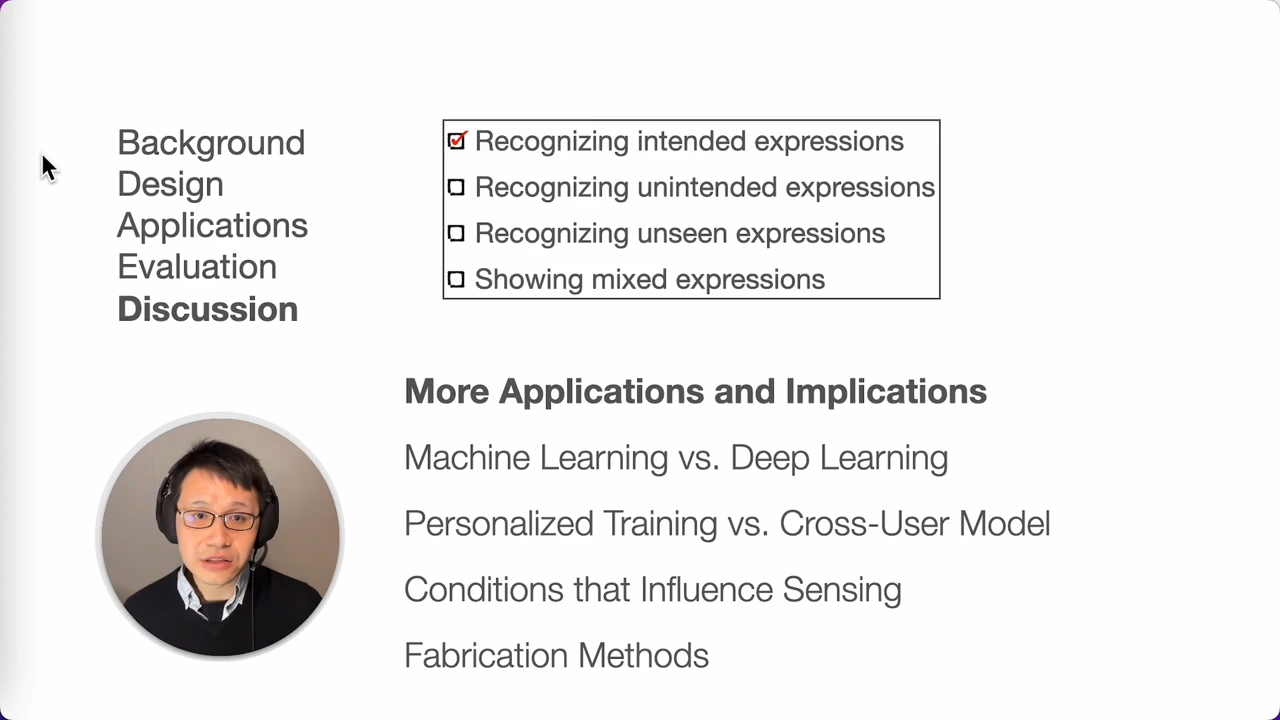 Background
Design
Applications
Evaluation
Discussion
Recognizing intended expressions
Recognizing unintended expressions
Recognizing unseen expressions
Showing mixed expressions
More Applications and Implications
Machine Learning vs. Deep Learning
Personalized Training vs. Cross-User Model
Conditions that Influence Sensing
Fabrication Methods